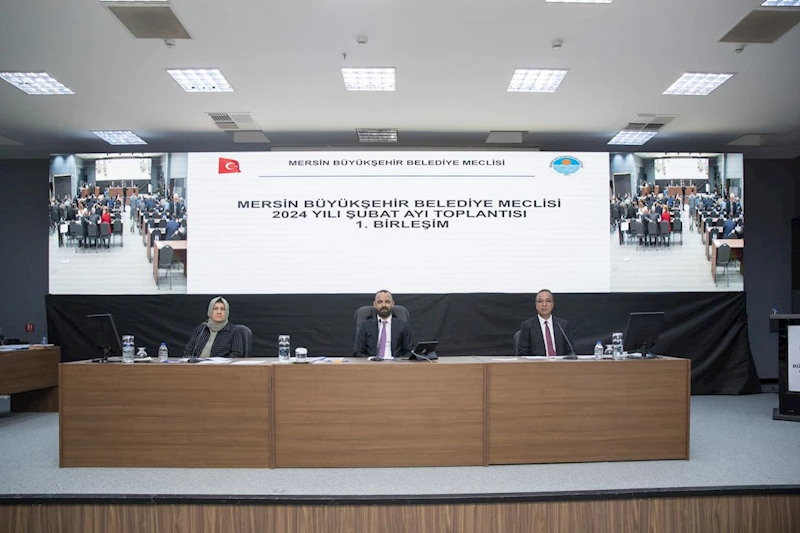 MERSİN BÜYÜKŞEHİR BELEDİYE MECLİSİ
MERSİN BÜYÜKŞEHİR BELEDİYE MECLİSİ
2024 YILI ŞUBAT AYI TOPLANTISI
1. BİRLEŞİM